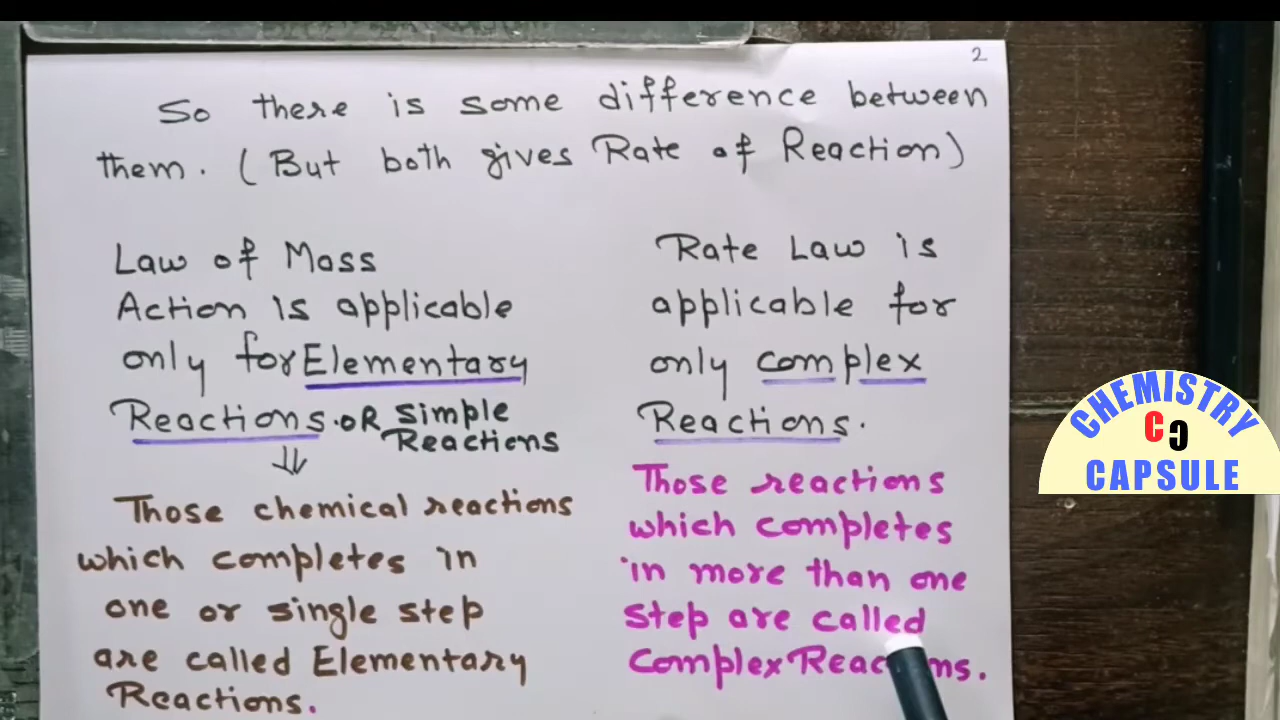 2
So there is some difference between
them. (But both gives Rate of Reaction)
Law of Mass
Action is applicable
only for Elementary
Reactions. OR simple
Reactions
⇓
Those chemical reactions
which completes in
one or single step
are called Elementary
Reactions.
Rate Law is
applicable for
only complex
Reactions.
Those reactions
which completes
in more than one
step are called
Complex
CHEMISTRY
CC
CAPSULE